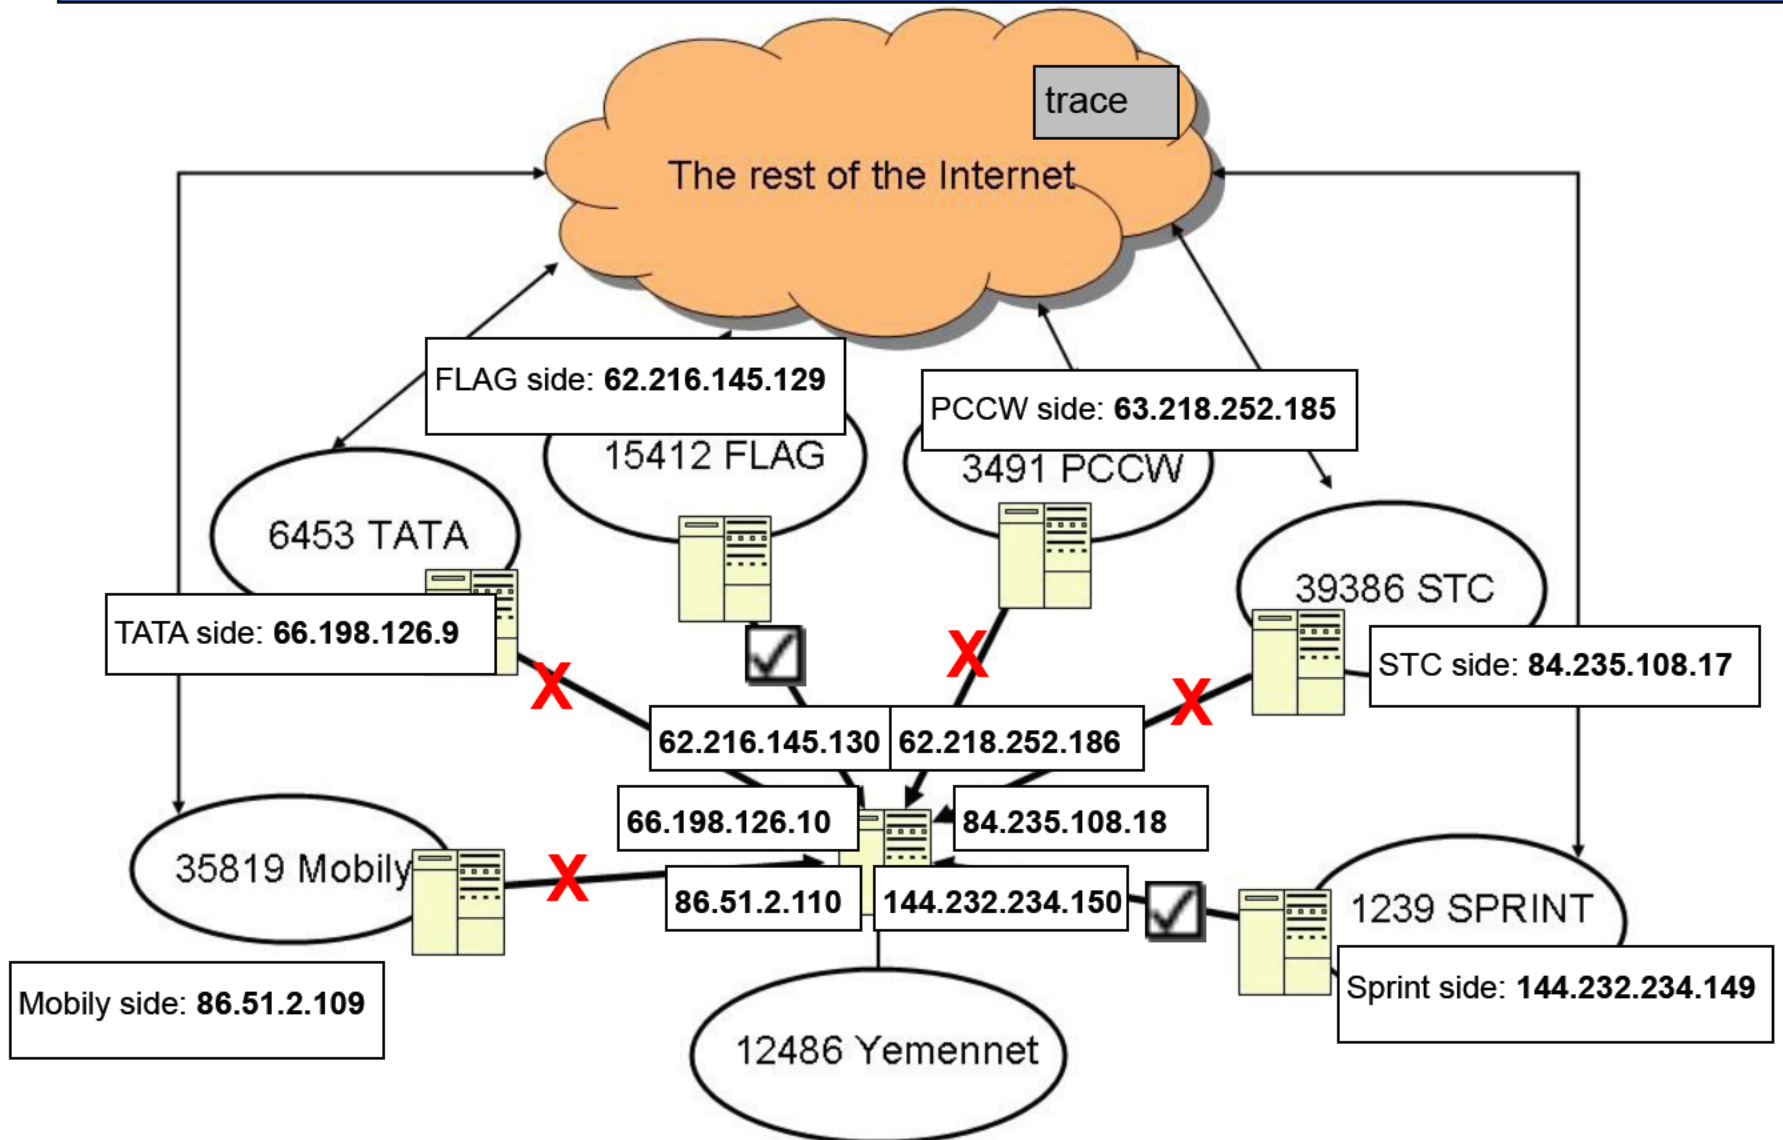 trace
The rest of the Internet
FLAG side: 62.216.145.129
PCCW side: 63.218.252.185
15412 FLAG
3491 PCCW
6453 TATA
39386 STC
TATA side: 66.198.126.9
STC side: 84.235.108.17
X
X
X
62.216.145.130
62.218.252.186
66.198.126.10
84.235.108.18
35819 Mobily
X
86.51.2.110
144.232.234.150
1239 SPRINT
Mobily side: 86.51.2.109
Sprint side: 144.232.234.149
12486 Yemennet